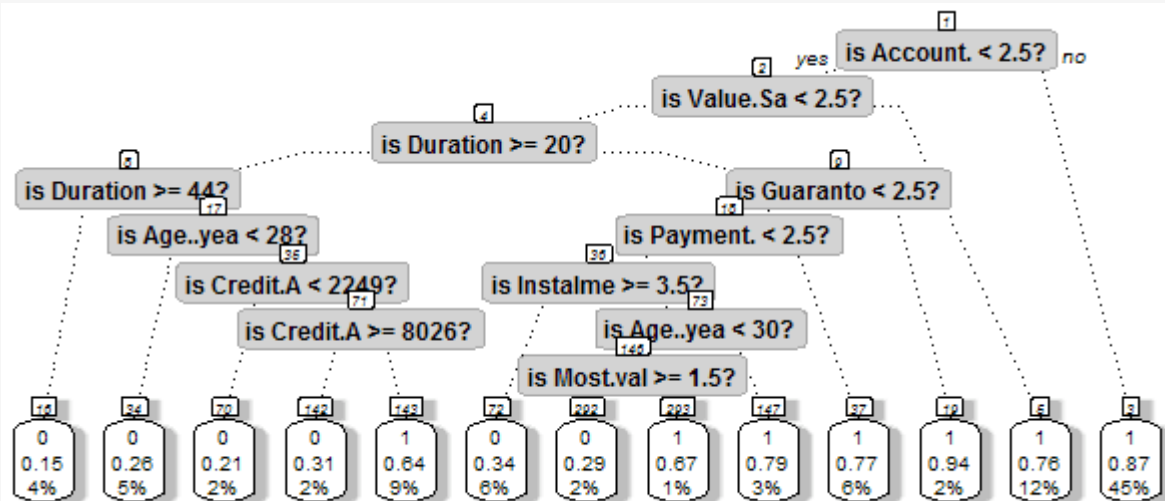 1
is Account. < 2.5?
yes
no
2
is Value.Sa < 2.5?
4
is Duration >= 20?
8
9
is Duration >= 44?
is Guaranto < 2.5?
17
18
is Age..yea < 28?
is Payment. < 2.5?
35
36
is Credit.A < 2249?
is Instalme >= 3.5?
71
73
is Credit.A >= 8026?
is Age..yea < 30?
146
is Most.val >= 1.5?
16 34 70 142 143 72 292 293 147 37 19 5 3
0 0 0 0 1 0 0 1 1 1 1 1 1
0.15 0.26 0.21 0.31 0.64 0.34 0.29 0.67 0.79 0.77 0.94 0.76 0.87
4% 5% 2% 2% 9% 6% 2% 1% 3% 6% 2% 12% 45%